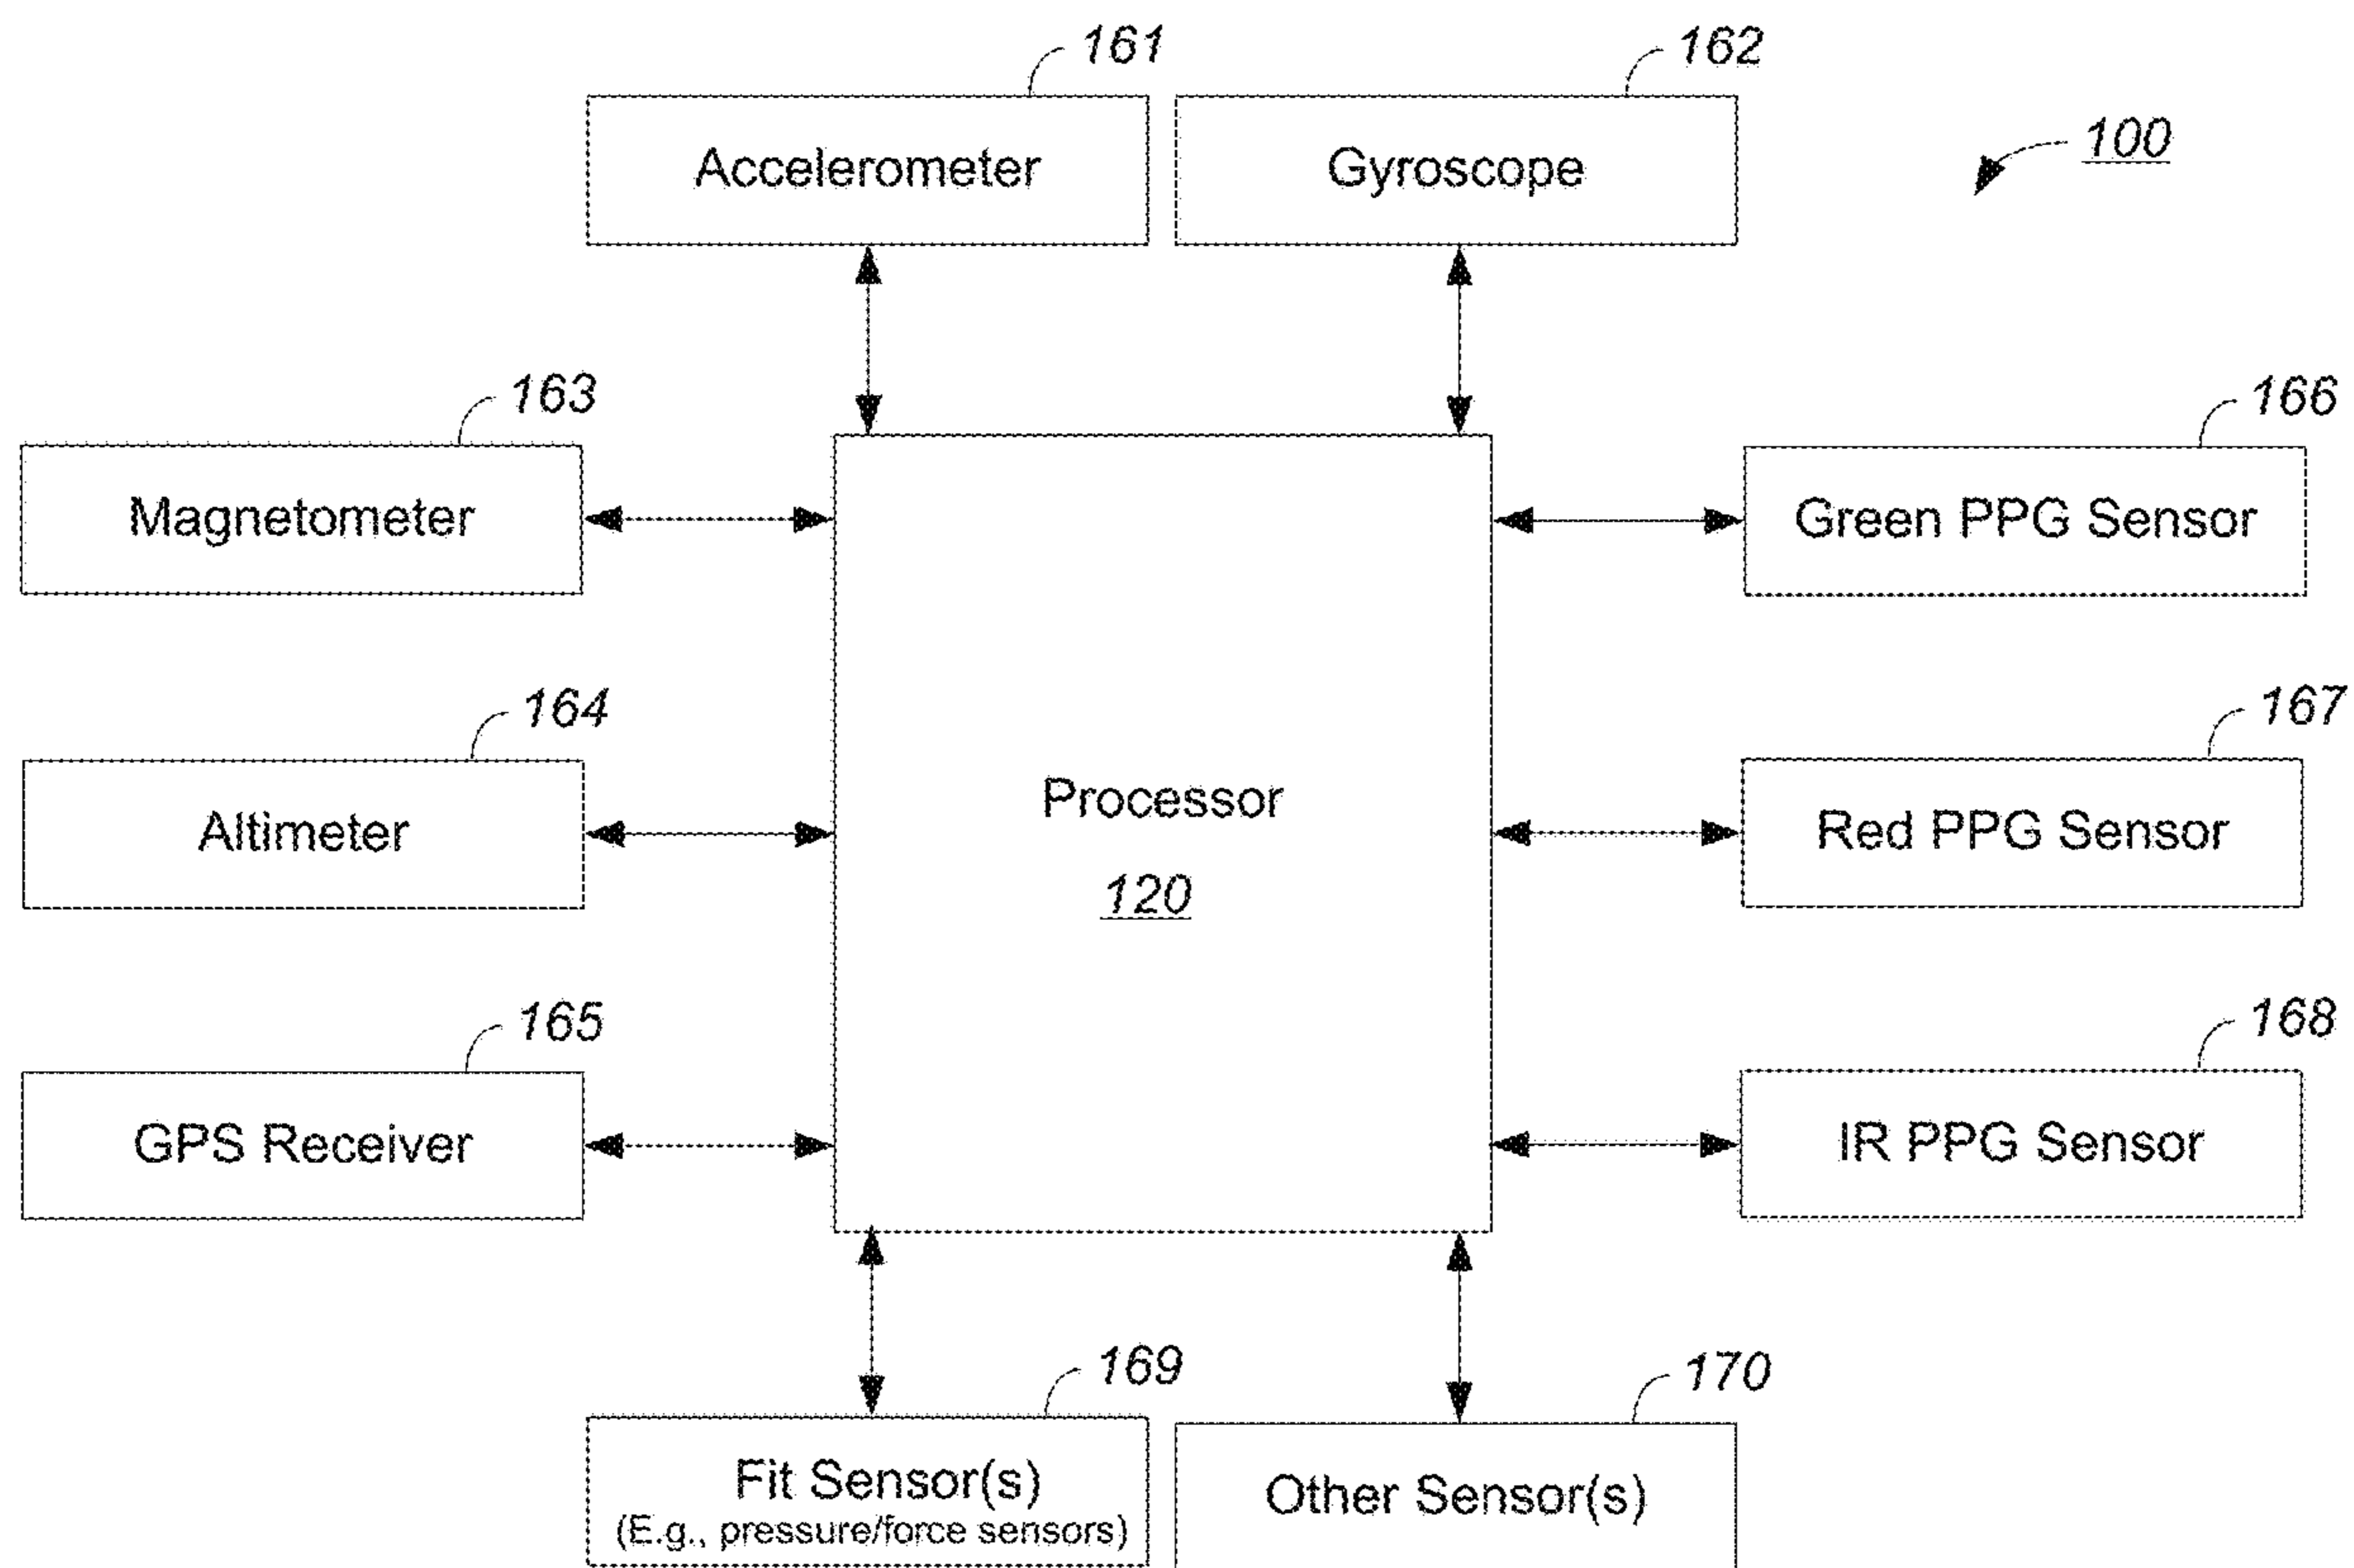 161
162
100
Accelerometer
Gyroscope
163
166
Magnetometer
Green PPG Sensor
164
167
Processor
Altimeter
Red PPG Sensor
120
165
168
GPS Receiver
IR PPG Sensor
169
170
Fit Sensor(s)
Other Sensor(s)
(E.g., pressure/force sensors)